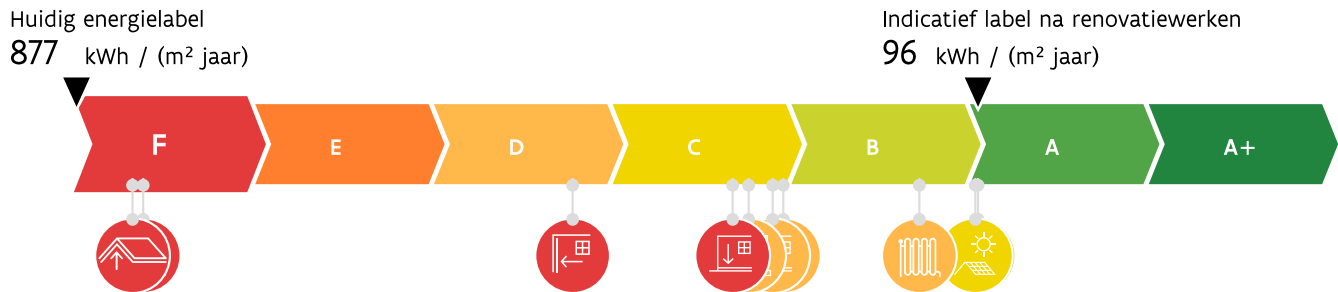 Huidig energielabel
877 kWh / (m² jaar)
Indicatief label na renovatiewerken
96 kWh / (m² jaar)
F E D C B A A+